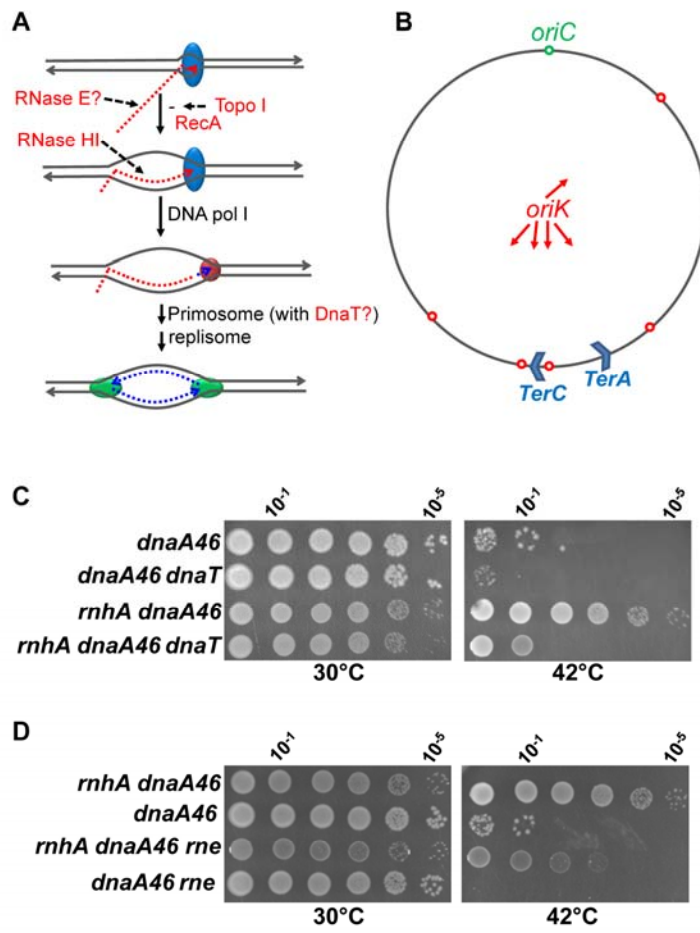 A
RNase E?
- Topo I
RecA
RNase HI
DNA pol I
Primosome (with DnaT?)
replisome
B
oriC
oriK
TerC
TerA
C
10-1
10-5
10-1
10-5
dnaA46
dnaA46 dnaT
rnhA dnaA46
rnhA dnaA46 dnaT
30°C
42°C
D
10-1
10-5
10-1
10-5
rnhA dnaA46
dnaA46
rnhA dnaA46 rne
dnaA46 rne
30°C
42°C